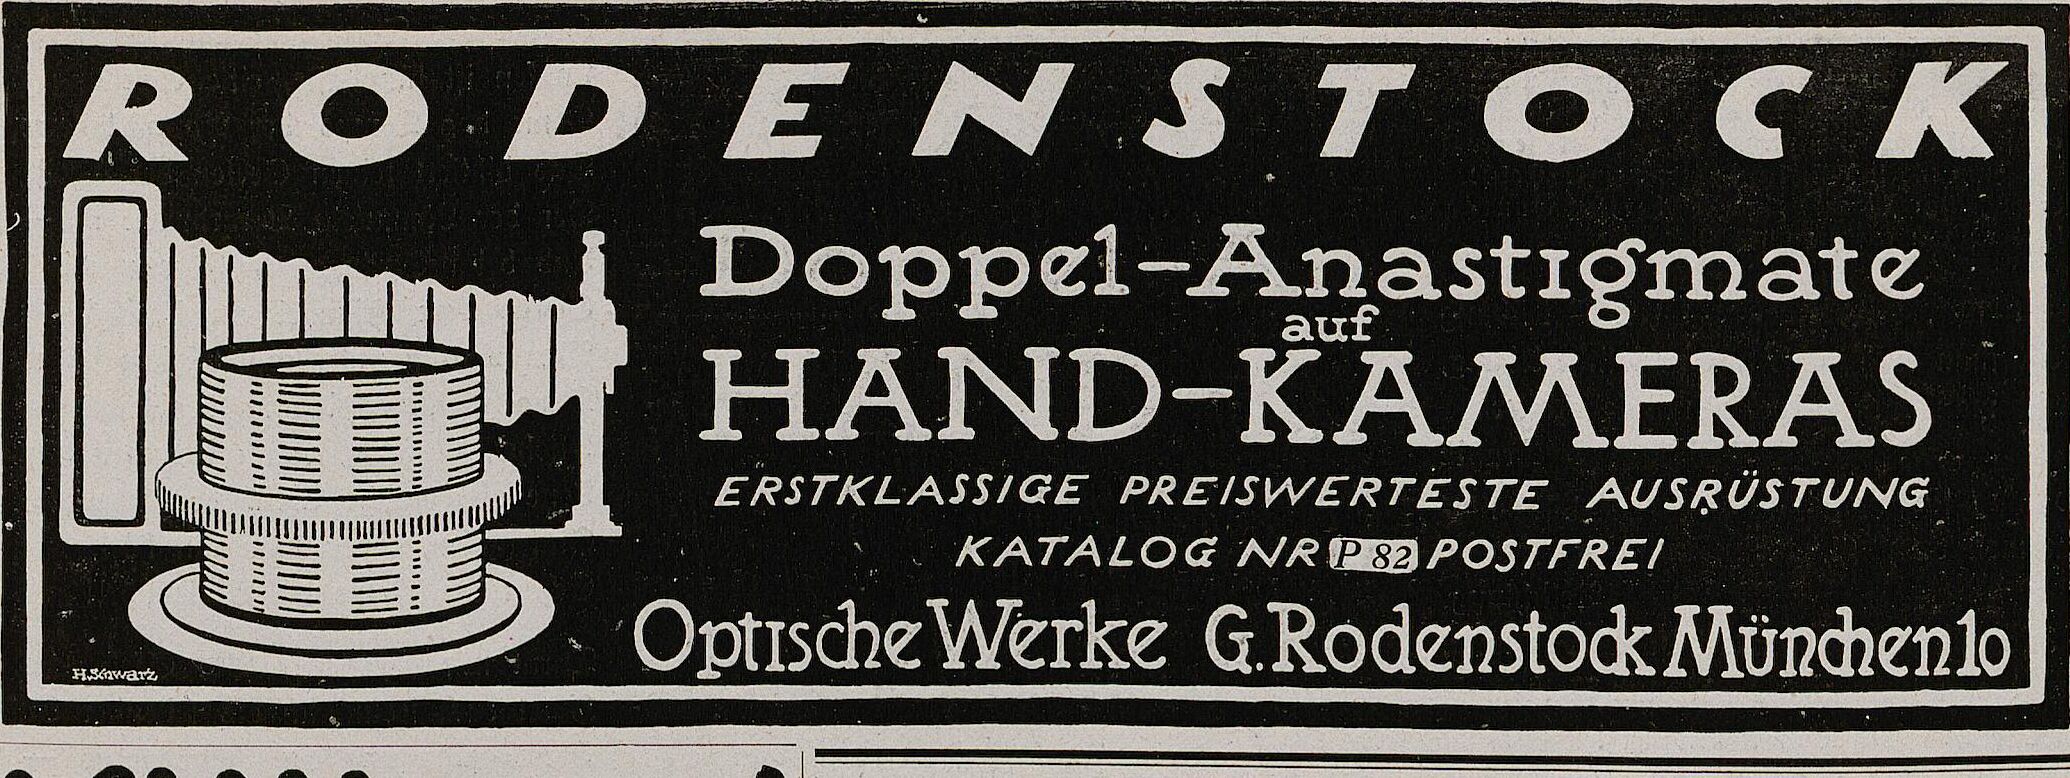 RODENSTOCK
Doppel-Anastigmate
auf
HAND-KAMERAS
ERSTKLASSIGE PREISWERTESTE AUSRÜSTUNG
KATALOG NR P 82 POSTFREI
Optische Werke G. Rodenstock München 10
H. Schwarz